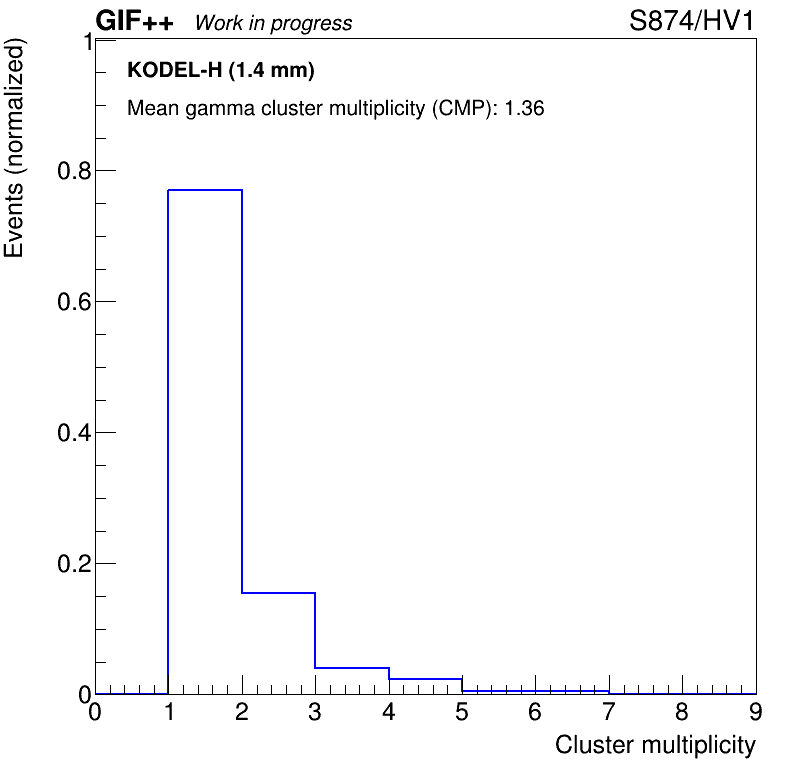 GIF++ Work in progress S874/HV1
KODEL-H (1.4 mm)
Mean gamma cluster multiplicity (CMP): 1.36
Events (normalized)
1
0.8
0.6
0.4
0.2
0
0 1 2 3 4 5 6 7 8 9
Cluster multiplicity